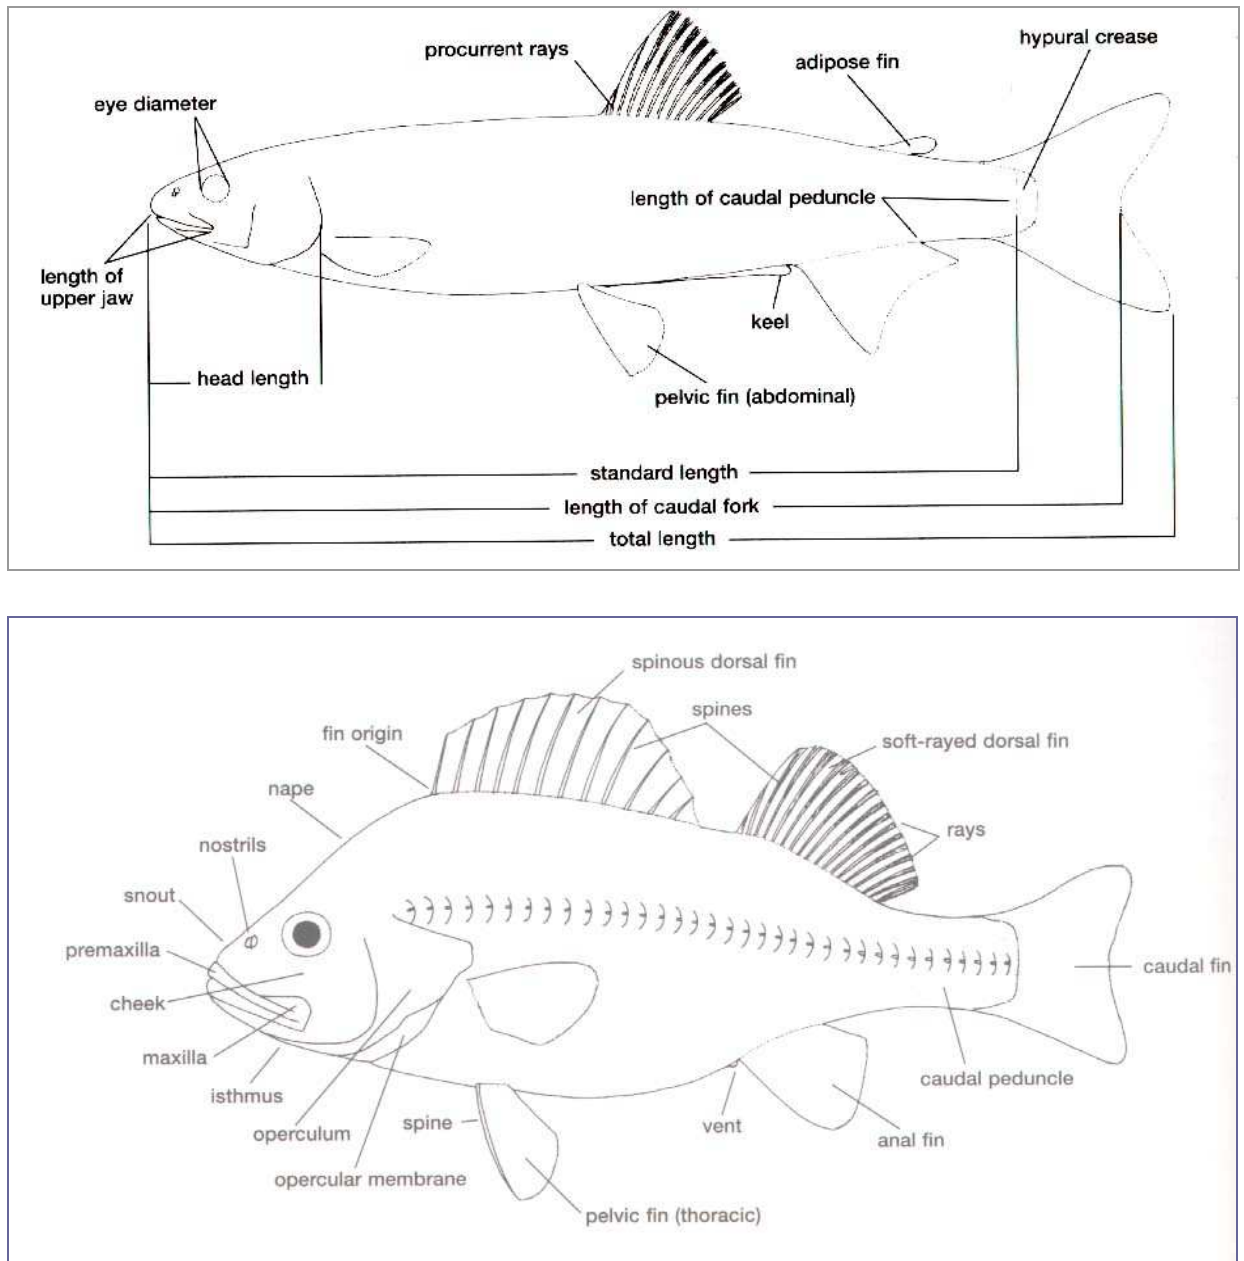 procurrent rays
hypural crease
adipose fin
eye diameter
length of caudal peduncle
length of
upper jaw
keel
head length
pelvic fin (abdominal)
standard length
length of caudal fork
total length
spinous dorsal fin
spines
fin origin
soft-rayed dorsal fin
nape
rays
nostrils
snout
premaxilla
caudal fin
cheek
maxilla
caudal peduncle
isthmus
spine
vent
operculum
anal fin
opercular membrane
pelvic fin (thoracic)